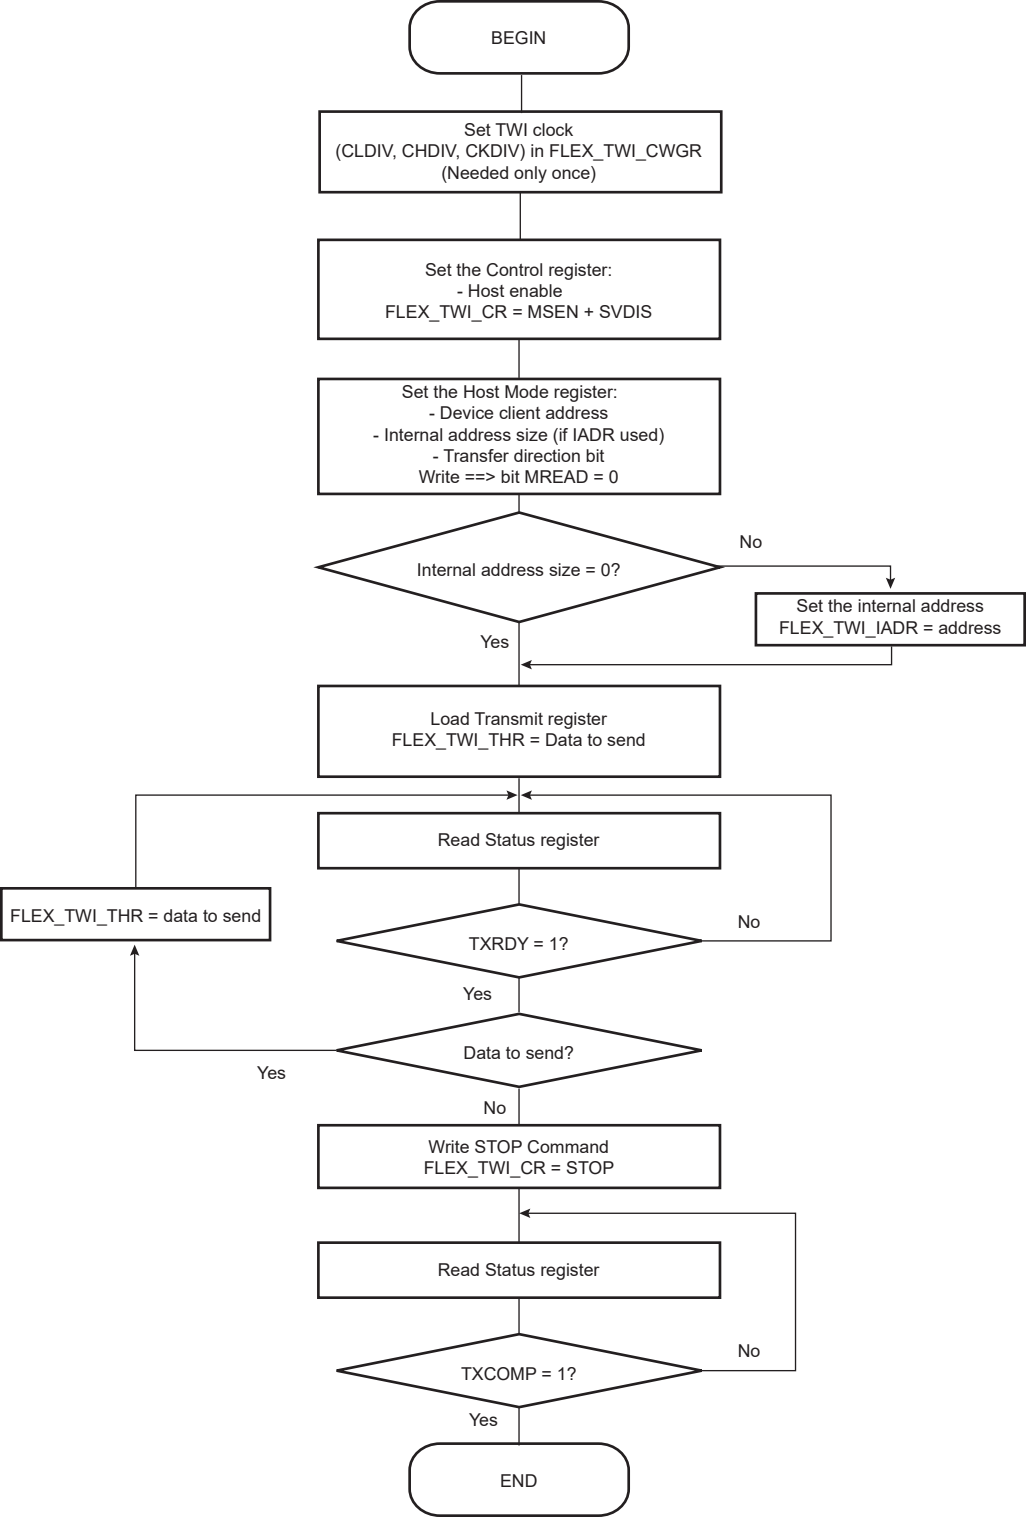 BEGIN
Set TWI clock
(CLDIV, CHDIV, CKDIV) in FLEX_TWI_CWGR
(Needed only once)
Set the Control register:
- Host enable
FLEX_TWI_CR = MSEN + SVDIS
Set the Host Mode register:
- Device client address
- Internal address size (if IADR used)
- Transfer direction bit
Write ==> bit MREAD = 0
No
Internal address size = 0?
Set the internal address
FLEX_TWI_IADR = address
Yes
Load Transmit register
FLEX_TWI_THR = Data to send
Read Status register
FLEX_TWI_THR = data to send
No
TXRDY = 1?
Yes
Data to send?
Yes
No
Write STOP Command
FLEX_TWI_CR = STOP
Read Status register
No
TXCOMP = 1?
Yes
END